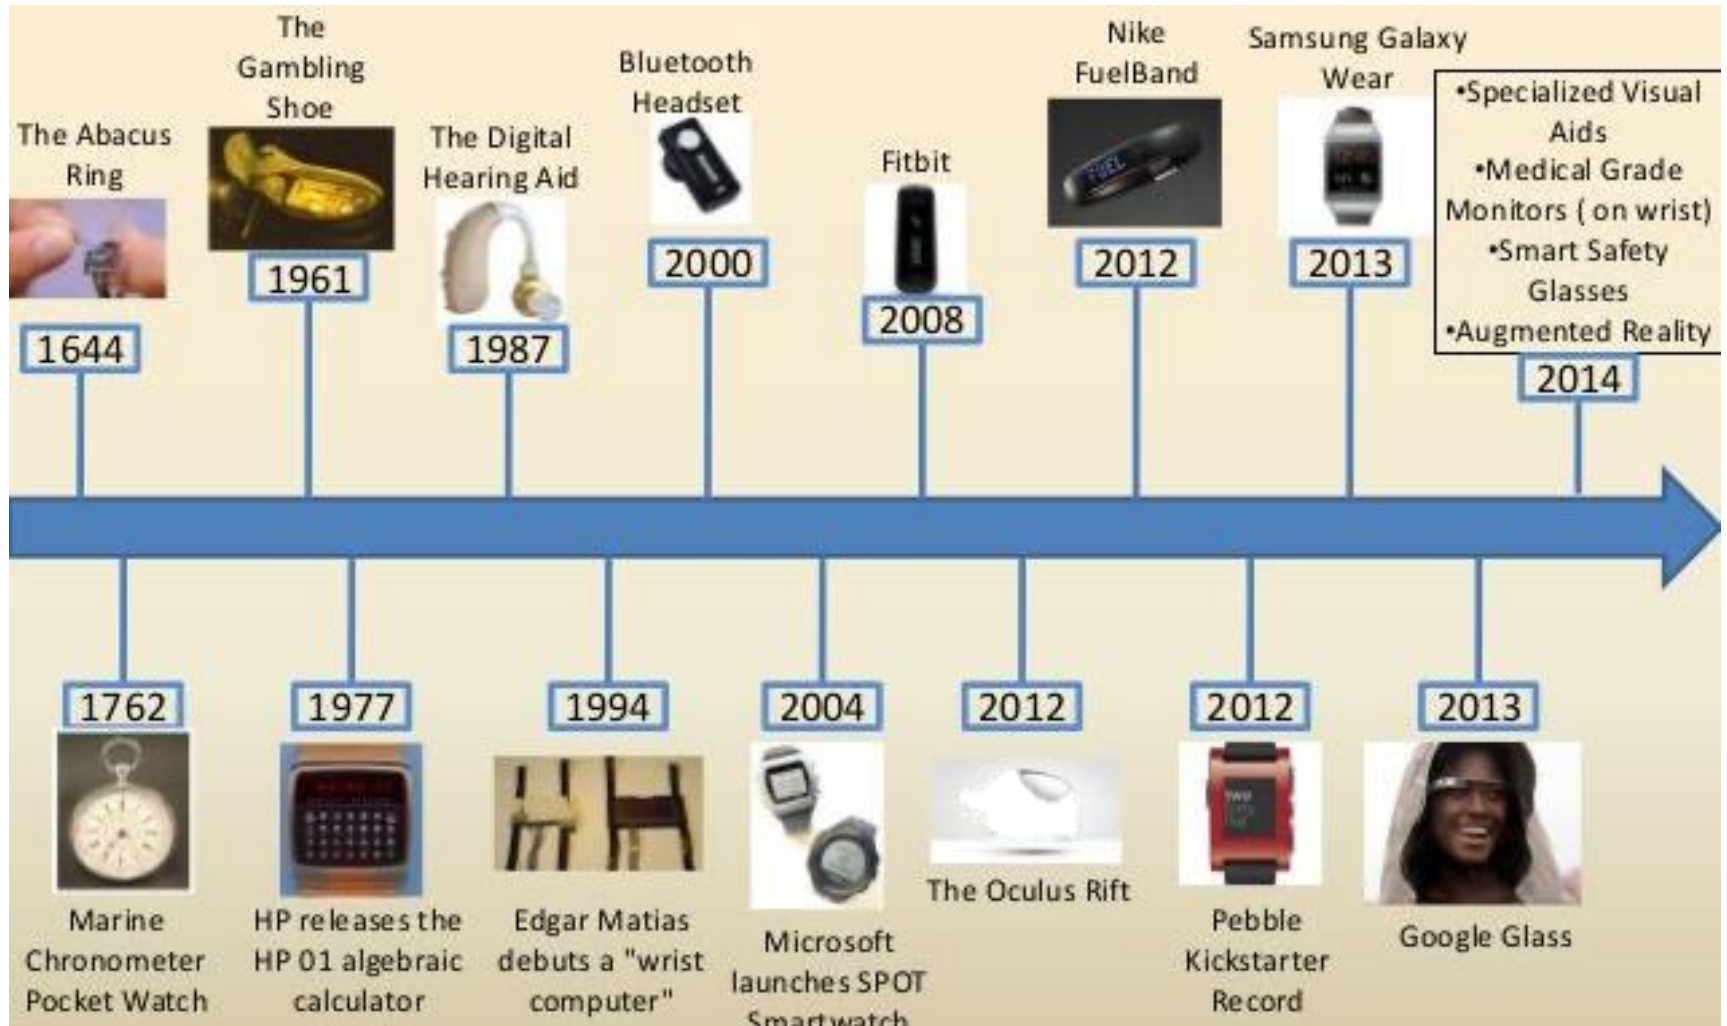 The Abacus
Ring
1644
The
Gambling
Shoe
1961
The Digital
Hearing Aid
1987
Bluetooth
Headset
2000
Fitbit
2008
Nike
FuelBand
FUEL
2012
Samsung Galaxy
Wear
2013
•Specialized Visual
Aids
•Medical Grade
Monitors ( on wrist)
•Smart Safety
Glasses
•Augmented Reality
2014
1762
Marine
Chronometer
Pocket Watch
1977
HP releases the
HP 01 algebraic
calculator
1994
Edgar Matias
debuts a "wrist
computer"
2004
Microsoft
launches SPOT
Smartwatch
2012
The Oculus Rift
2012
two
Pebble
Kickstarter
Record
2013
Google Glass